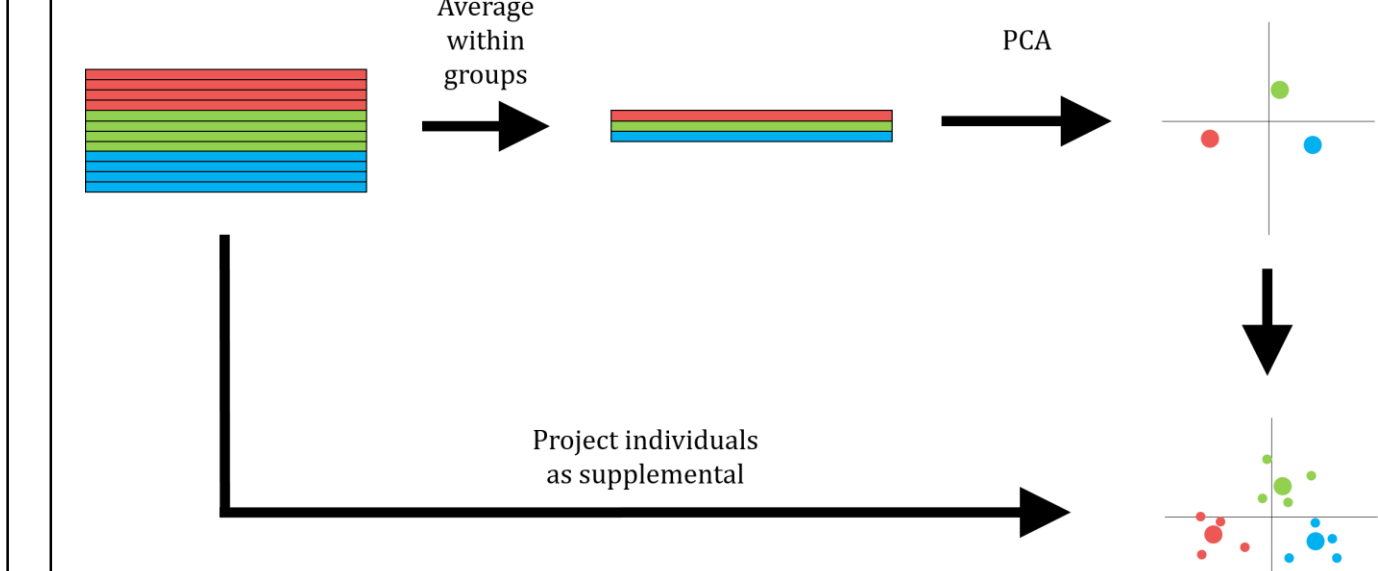 Average
within
groups
PCA
Project individuals
as supplemental